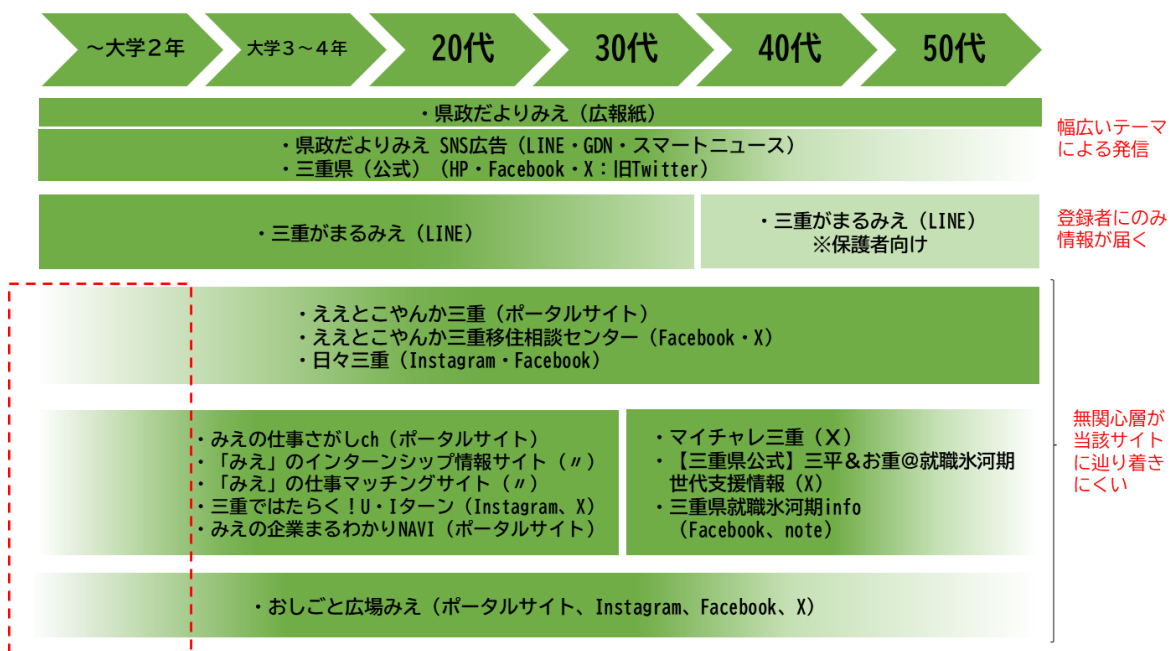 ～大学２年
大学３～４年
20代
30代
40代
50代
・県政だよりみえ（広報紙）
・県政だよりみえ SNS広告（LINE・GDN・スマートニュース）
・三重県（公式）（HP・Facebook・X：旧Twitter）
幅広いテーマ
による発信
・三重がまるみえ（LINE）
・三重がまるみえ（LINE）
※保護者向け
登録者にのみ
情報が届く
・ええとこやんか三重（ポータルサイト）
・ええとこやんか三重移住相談センター（Facebook・X）
・日々三重（Instagram・Facebook）
・みえの仕事さがしch（ポータルサイト）
・「みえ」のインターンシップ情報サイト（〃）
・「みえ」の仕事マッチングサイト（〃）
・三重ではたらく！U・Iターン（Instagram、X）
・みえの企業まるわかりNAVI（ポータルサイト）
・マイチャレ三重（X）
・【三重県公式】三平&お重@就職氷河期
世代支援情報（X）
・三重県就職氷河期info
（Facebook、note）
無関心層が
当該サイト
に辿り着き
にくい
・おしごと広場みえ（ポータルサイト、Instagram、Facebook、X）